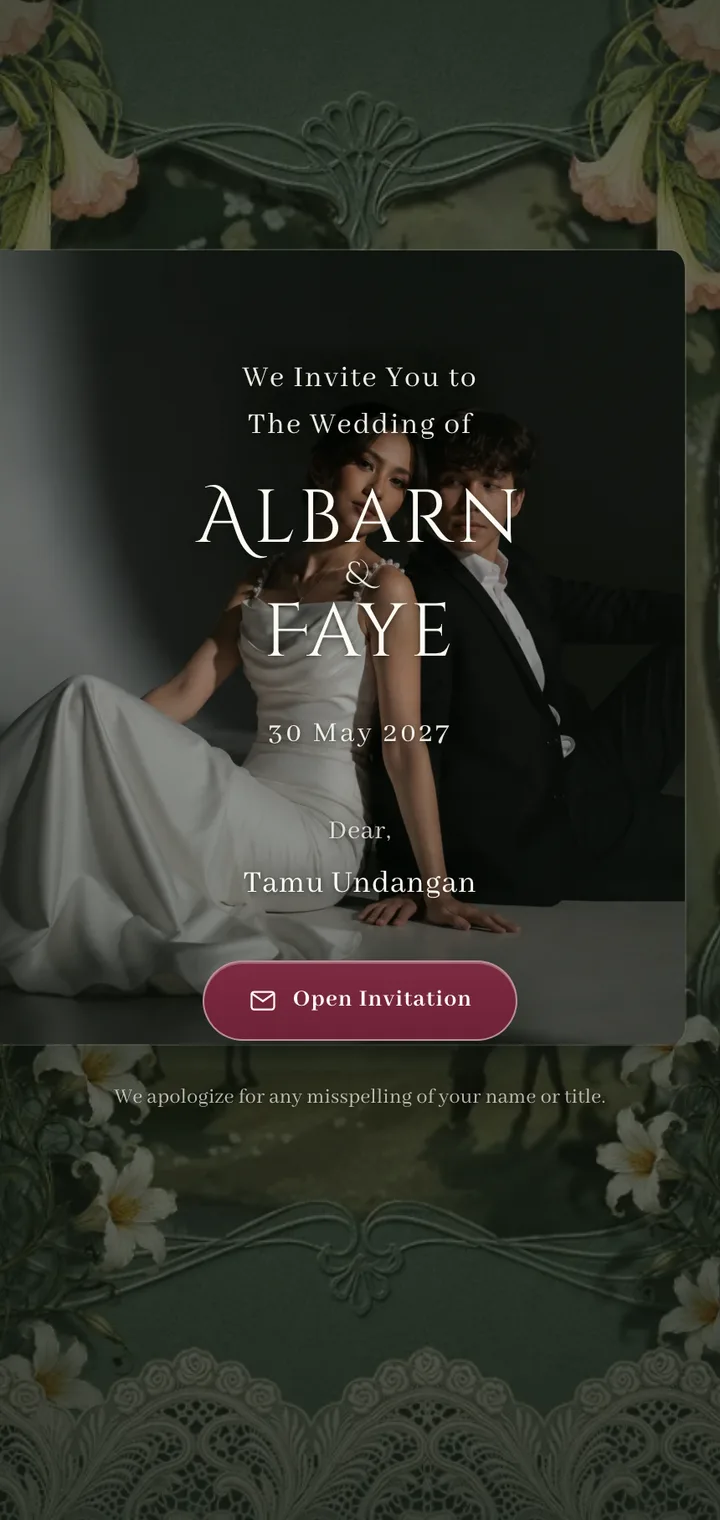 We Invite You to
The Wedding of
ALBARN
&
FAYE
30 May 2027
Dear,
Tamu Undangan
Open Invitation
We apologize for any misspelling of your name or title.